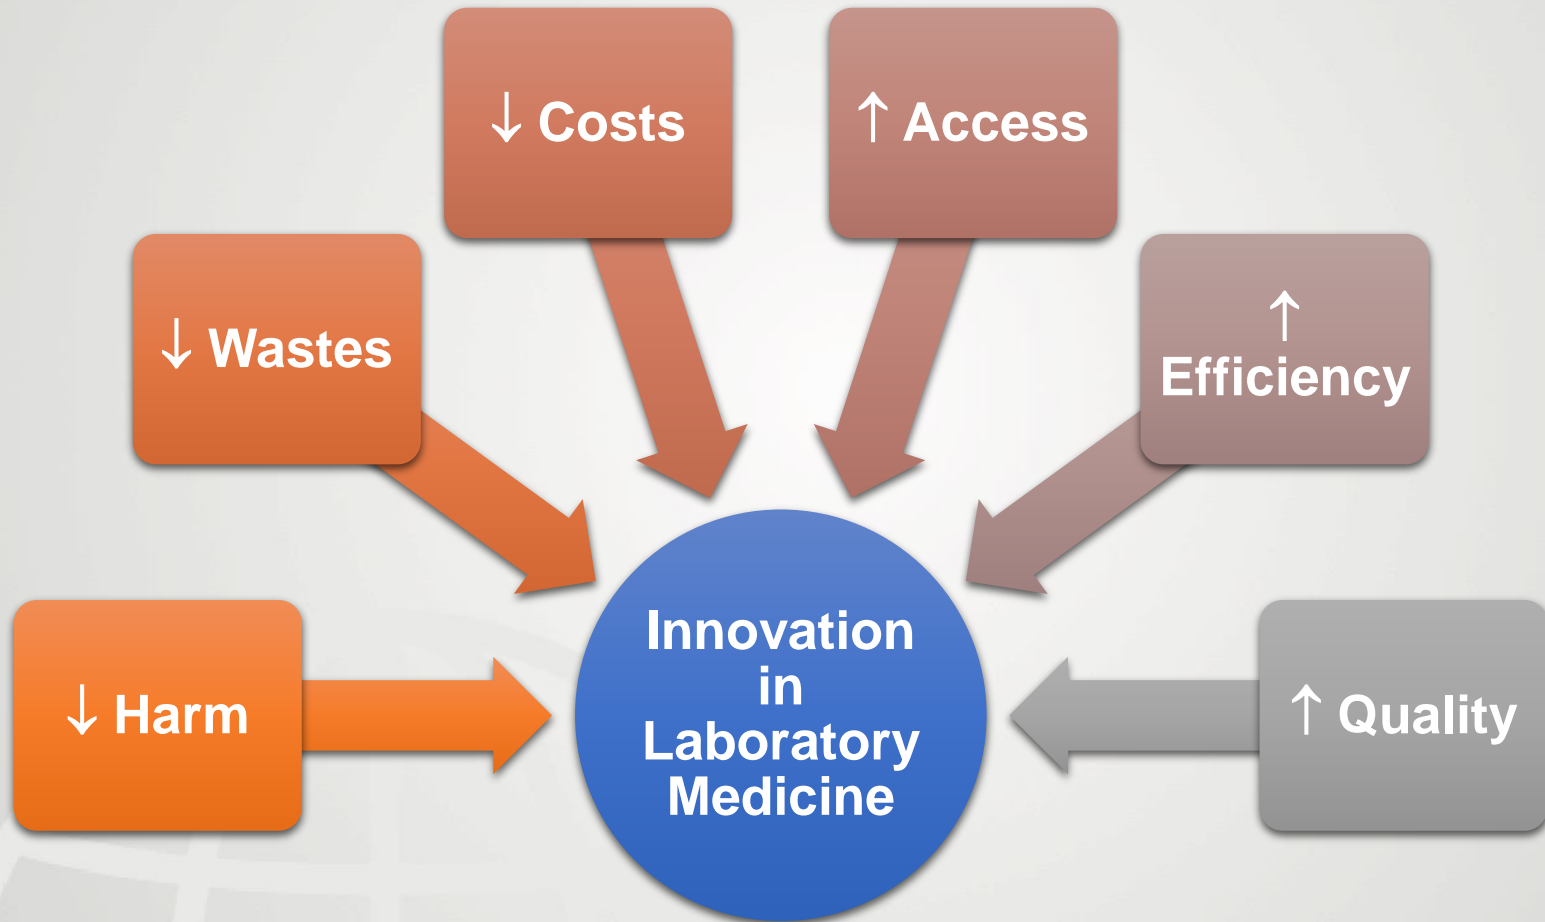 ↓ Costs
↑ Access
↓ Wastes
↑
Efficiency
↓ Harm
Innovation
in
Laboratory
Medicine
↑ Quality